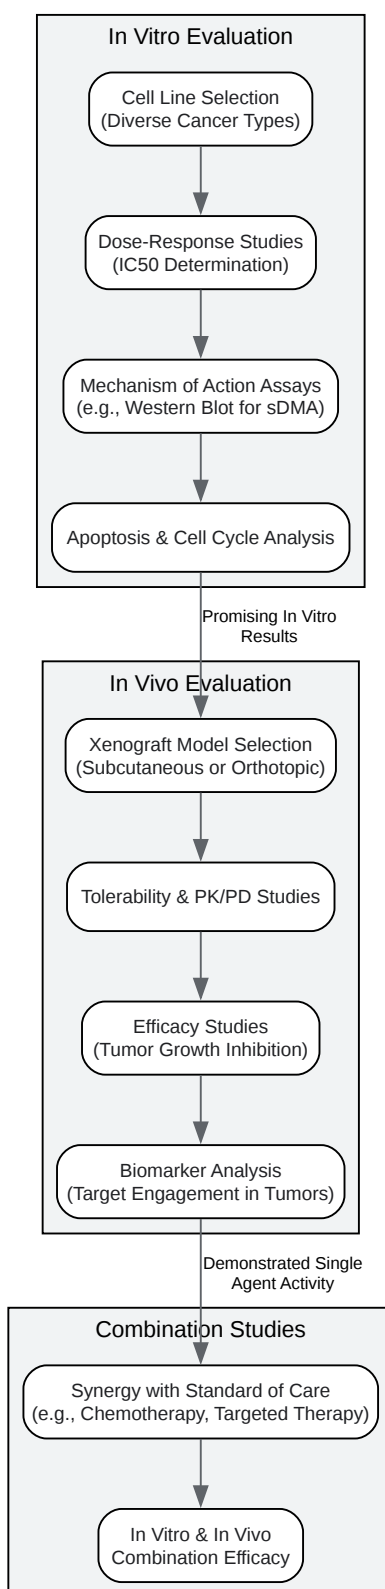 In Vitro Evaluation
Cell Line Selection
(Diverse Cancer Types)
Dose-Response Studies
(IC50 Determination)
Mechanism of Action Assays
(e.g., Western Blot for sDMA)
Apoptosis & Cell Cycle Analysis
Promising In Vitro
Results
In Vivo Evaluation
Xenograft Model Selection
(Subcutaneous or Orthotopic)
Tolerability & PK/PD Studies
Efficacy Studies
(Tumor Growth Inhibition)
Biomarker Analysis
(Target Engagement in Tumors)
Demonstrated Single
Agent Activity
Combination Studies
Synergy with Standard of Care
(e.g., Chemotherapy, Targeted Therapy)
In Vitro & In Vivo
Combination Efficacy